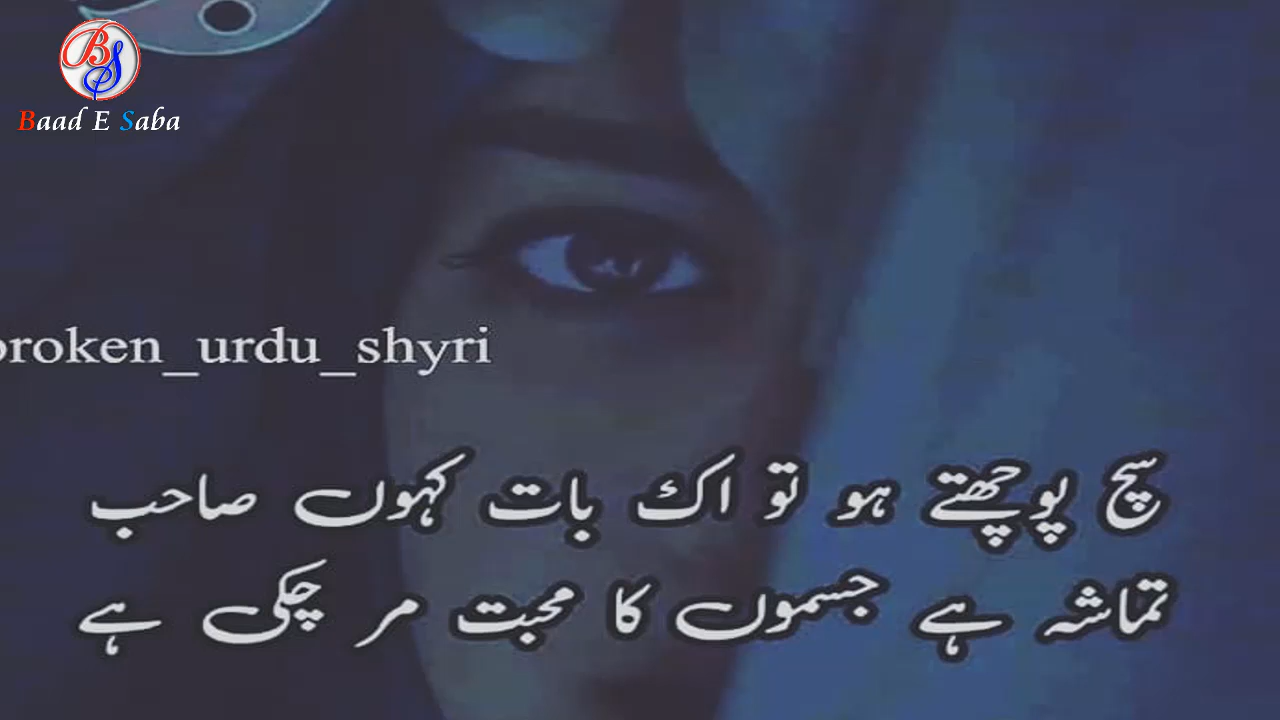 BS
Baad E Saba
broken_urdu_shyri
سچ پوچھتے ہو تو اک بات کہوں صاحب
تماشہ ہے جسموں کا محبت مر چکی ہے